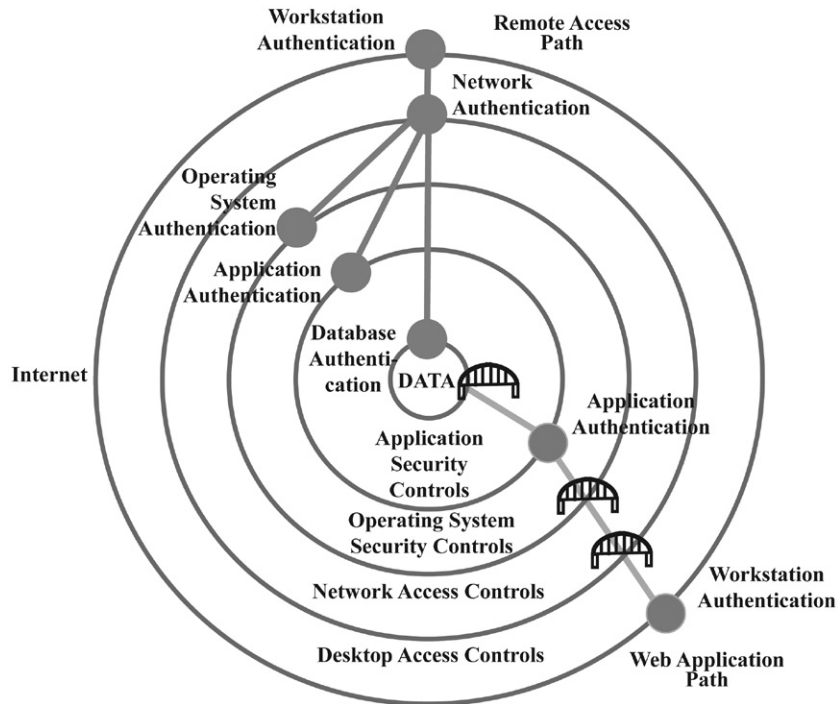 Workstation
Authentication
Remote Access
Path
Network
Authentication
Operating
System
Authentication
Application
Authentication
Database
Authenti-
cation
DATA
Internet
Application
Authentication
Application
Security
Controls
Operating System
Security Controls
Network Access Controls
Workstation
Authentication
Desktop Access Controls
Web Application
Path